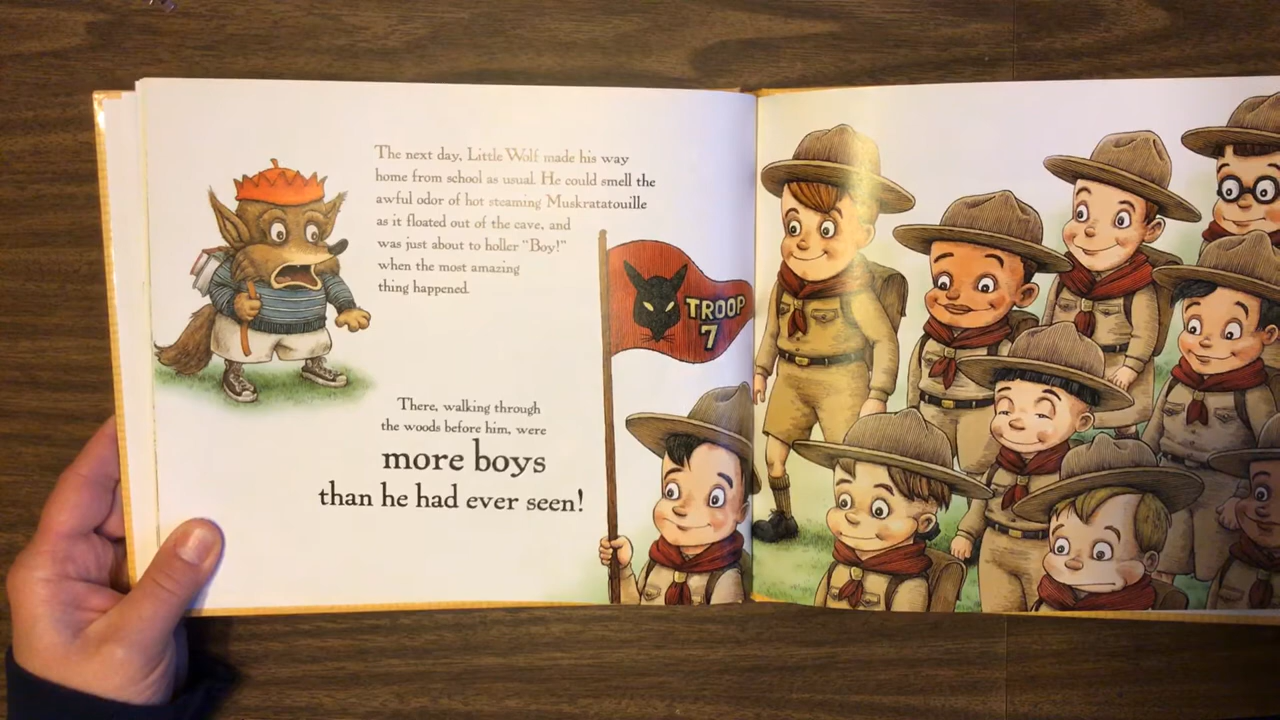 The next day, Little Wolf made his way
home from school as usual. He could smell the
awful odor of hot steaming Muskratatouille
as it floated out of the cave, and
was just about to holler “Boy!”
when the most amazing
thing happened.
TROOP
7
There, walking through
the woods before him, were
more boys
than he had ever seen!